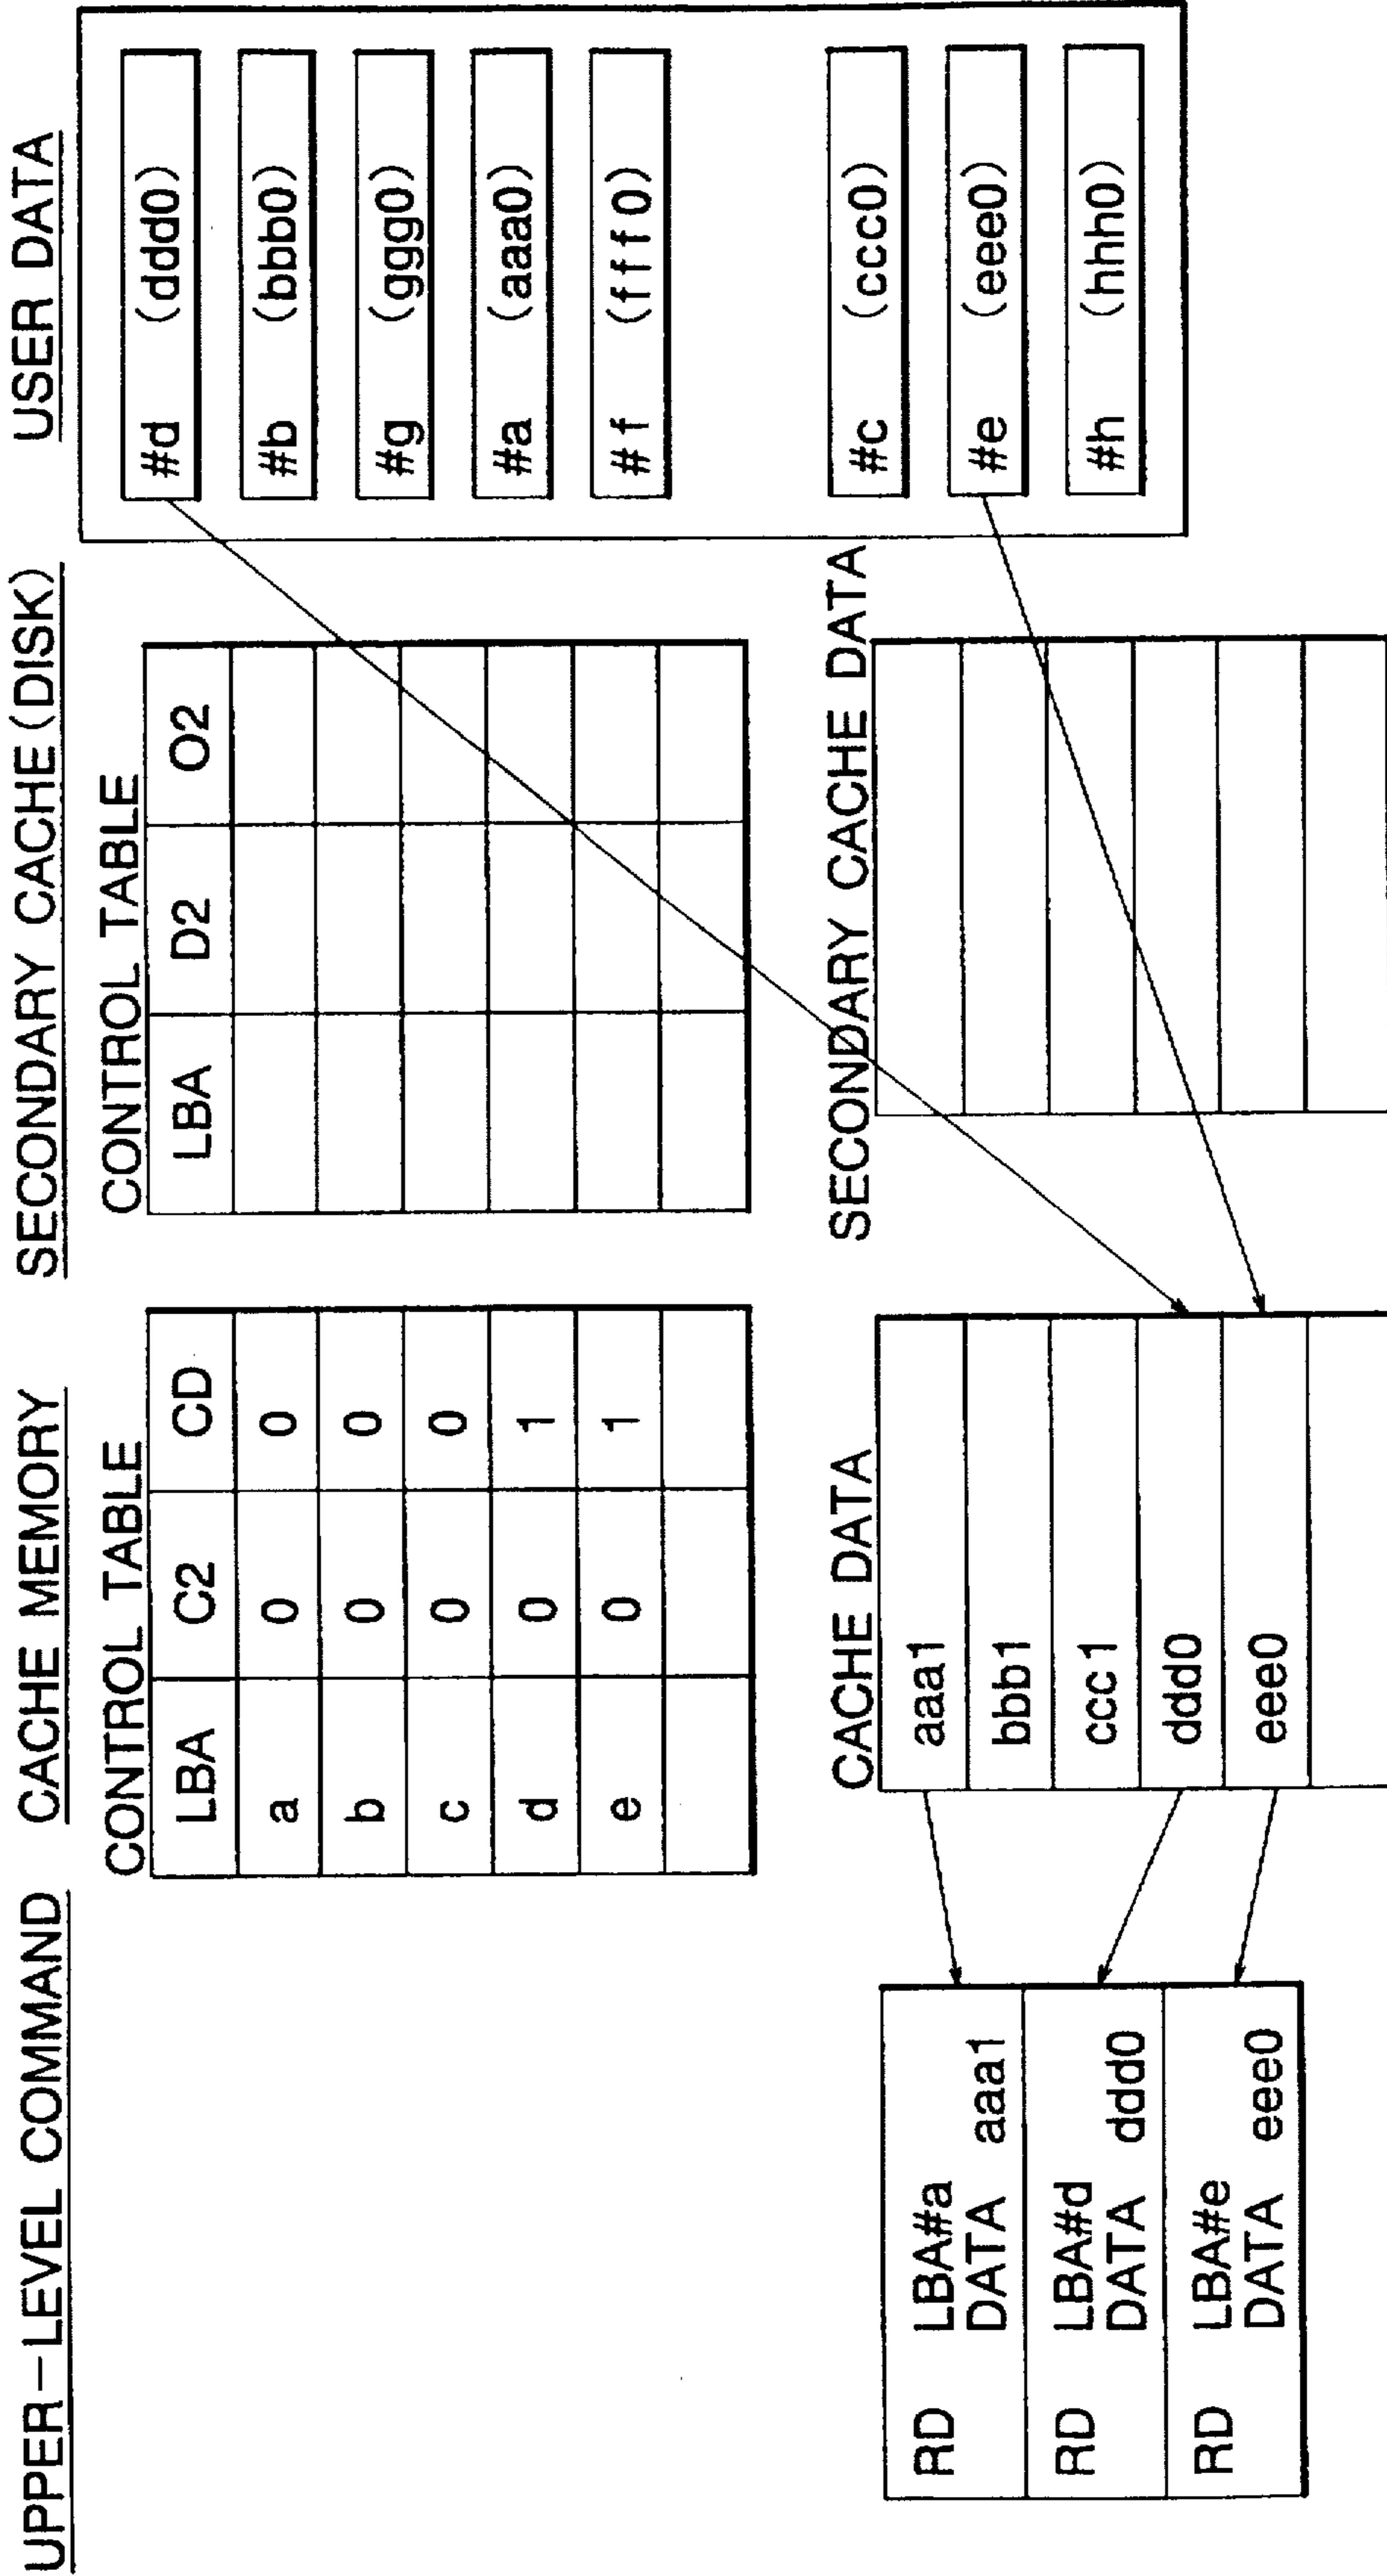 UPPER-LEVEL COMMAND
CACHE MEMORY
SECONDARY CACHE(DISK)
USER DATA
CONTROL TABLE
LBA C2 CD
a 0 0
b 0 0
c 0 0
d 0 1
e 0 1
CONTROL TABLE
LBA D2 O2
#d (ddd0)
#b (bbb0)
#g (ggg0)
#a (aaa0)
#f (fff0)
#c (ccc0)
#e (eee0)
#h (hhh0)
RD LBA#a
DATA aaa1
RD LBA#d
DATA ddd0
RD LBA#e
DATA eee0
CACHE DATA
aaa1
bbb1
ccc1
ddd0
eee0
SECONDARY CACHE DATA